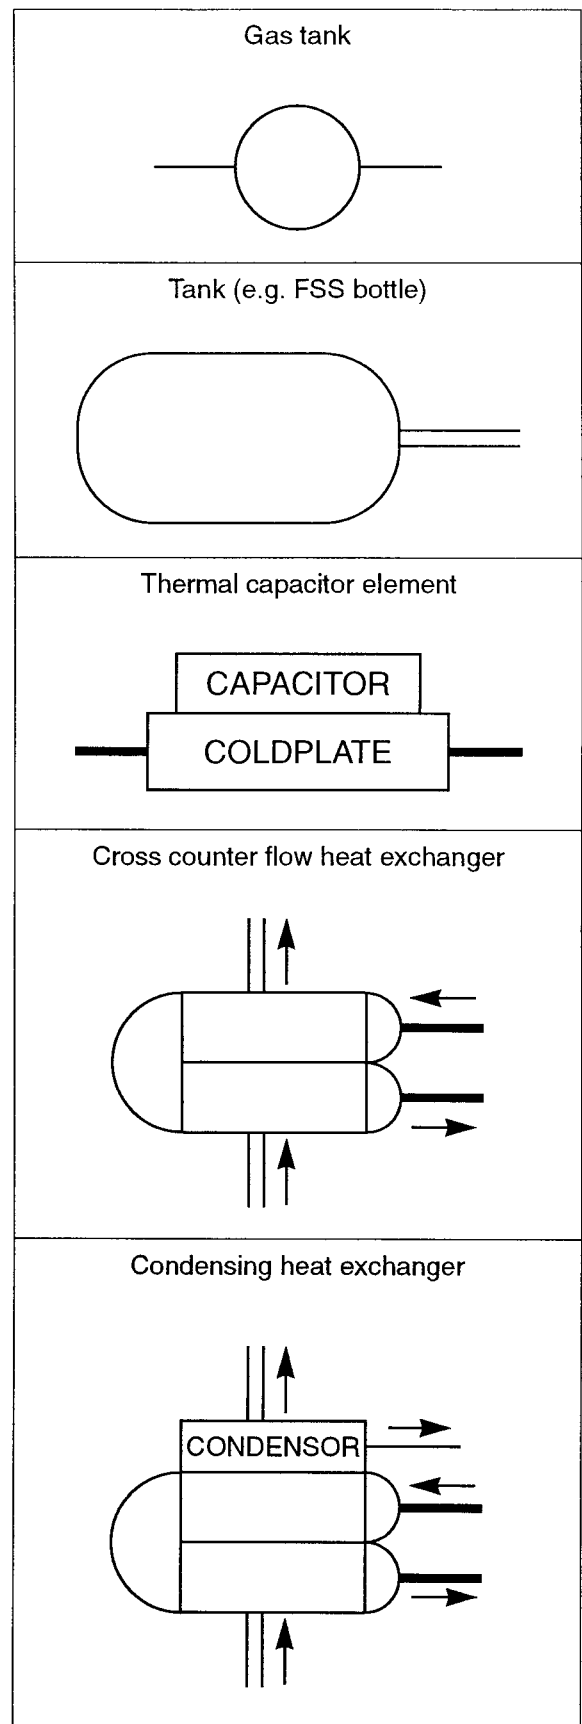 Gas tank
Tank (e.g. FSS bottle)
Thermal capacitor element
CAPACITOR
COLDPLATE
Cross counter flow heat exchanger
Condensing heat exchanger
CONDENSOR